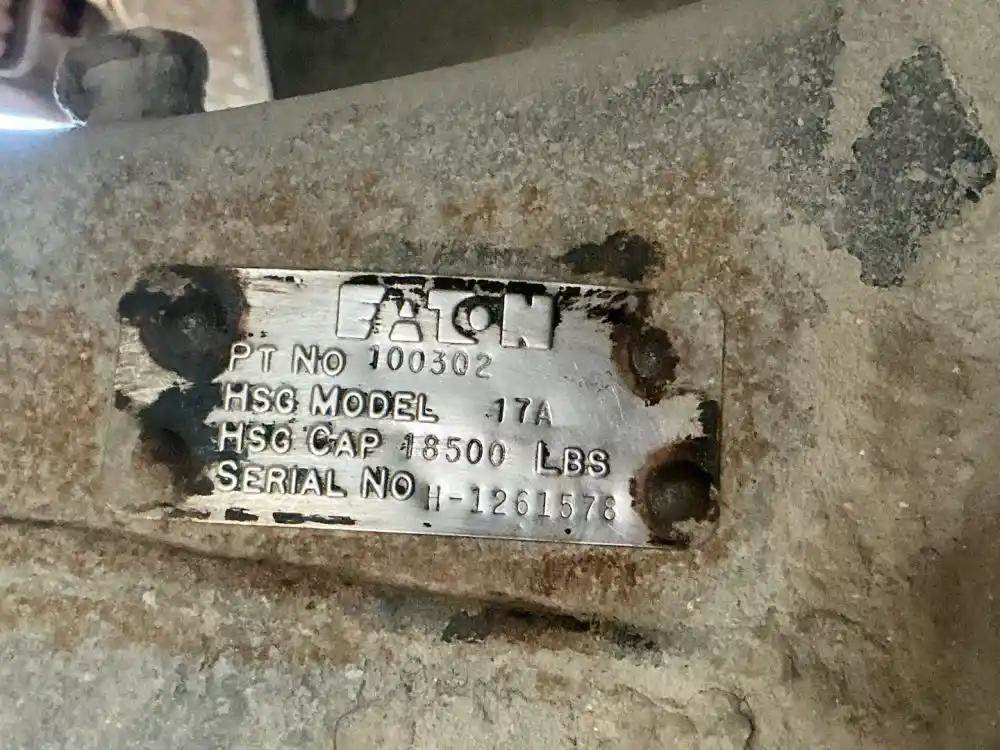 EATON
PT NO 100302
HSG MODEL 17A
HSG CAP 18500 LBS
SERIAL NO H-1261578